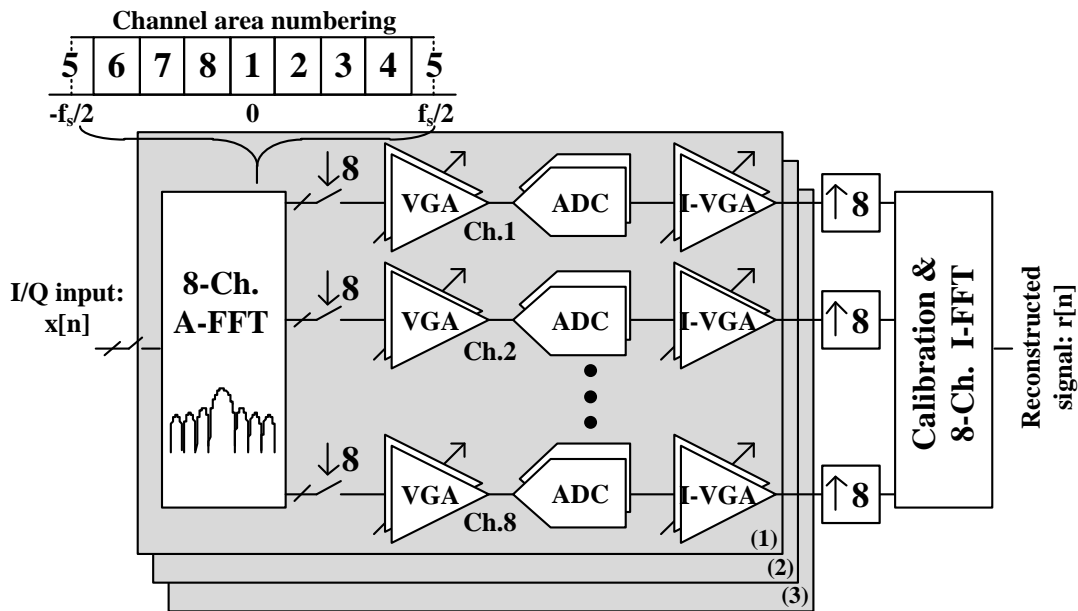 Channel area numbering
5 6 7 8 1 2 3 4 5
-fs/2 0 fs/2
I/Q input:
x[n]
8-Ch.
A-FFT
↓8
VGA
Ch.1
ADC
I-VGA
↑8
↓8
VGA
Ch.2
ADC
I-VGA
↑8
↓8
VGA
Ch.8
ADC
I-VGA
↑8
(1)
(2)
(3)
Calibration &
8-Ch. I-FFT
Reconstructed
signal: r[n]